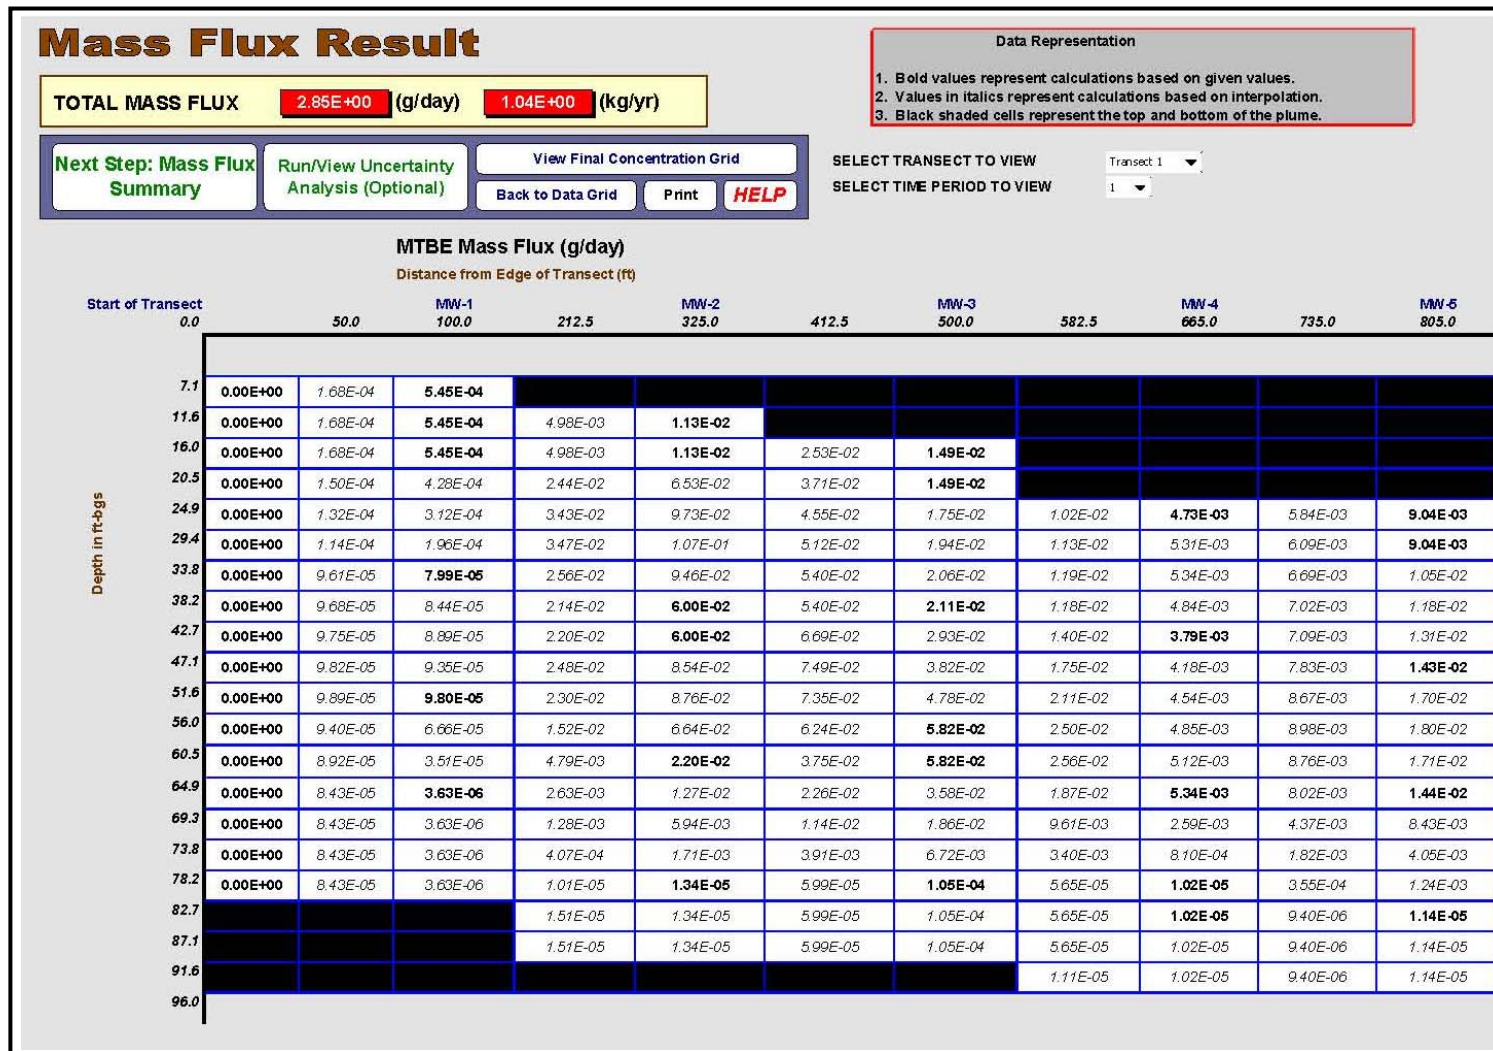 Mass Flux Result
TOTAL MASS FLUX 2.85E+00 (g/day) 1.04E+00 (kg/yr)
Data Representation
1. Bold values represent calculations based on given values.
2. Values in italics represent calculations based on interpolation.
3. Black shaded cells represent the top and bottom of the plume.
Next Step: Mass Flux
Summary
Run/View Uncertainty
Analysis (Optional)
View Final Concentration Grid
Back to Data Grid Print HELP
SELECT TRANSECT TO VIEW Transect 1
SELECT TIME PERIOD TO VIEW 1
MTBE Mass Flux (g/day)
Distance from Edge of Transect (ft)
Start of Transect MW-1 MW-2 MW-3 MW-4 MW-5
0.0 50.0 100.0 212.5 325.0 412.5 500.0 582.5 665.0 735.0 805.0
Depth in ft-bgs
7.1 0.00E+00 1.68E-04 5.45E-04
11.6 0.00E+00 1.68E-04 5.45E-04 4.98E-03 1.13E-02
16.0 0.00E+00 1.68E-04 5.45E-04 4.98E-03 1.13E-02 2.53E-02 1.49E-02
20.5 0.00E+00 1.50E-04 4.28E-04 2.44E-02 6.53E-02 3.71E-02 1.49E-02
24.9 0.00E+00 1.32E-04 3.12E-04 3.43E-02 9.73E-02 4.55E-02 1.75E-02 1.02E-02 4.73E-03 5.84E-03 9.04E-03
29.4 0.00E+00 1.14E-04 1.96E-04 3.47E-02 1.07E-01 5.12E-02 1.94E-02 1.13E-02 5.31E-03 6.09E-03 9.04E-03
33.8 0.00E+00 9.61E-05 7.99E-05 2.56E-02 9.46E-02 5.40E-02 2.06E-02 1.19E-02 5.34E-03 6.69E-03 1.05E-02
38.2 0.00E+00 9.68E-05 8.44E-05 2.14E-02 6.00E-02 5.40E-02 2.11E-02 1.18E-02 4.84E-03 7.02E-03 1.18E-02
42.7 0.00E+00 9.75E-05 8.89E-05 2.20E-02 6.00E-02 6.69E-02 2.93E-02 1.40E-02 3.79E-03 7.09E-03 1.31E-02
47.1 0.00E+00 9.82E-05 9.35E-05 2.48E-02 8.54E-02 7.49E-02 3.82E-02 1.75E-02 4.18E-03 7.83E-03 1.43E-02
51.6 0.00E+00 9.89E-05 9.80E-05 2.30E-02 8.76E-02 7.35E-02 4.78E-02 2.11E-02 4.54E-03 8.67E-03 1.70E-02
56.0 0.00E+00 9.40E-05 6.66E-05 1.52E-02 6.64E-02 6.24E-02 5.82E-02 2.50E-02 4.85E-03 8.98E-03 1.80E-02
60.5 0.00E+00 8.92E-05 3.51E-05 4.79E-03 2.20E-02 3.75E-02 5.82E-02 2.56E-02 5.12E-03 8.76E-03 1.71E-02
64.9 0.00E+00 8.43E-05 3.63E-06 2.63E-03 1.27E-02 2.26E-02 3.58E-02 1.87E-02 5.34E-03 8.02E-03 1.44E-02
69.3 0.00E+00 8.43E-05 3.63E-06 1.28E-03 5.94E-03 1.14E-02 1.86E-02 9.61E-03 2.59E-03 4.37E-03 8.43E-03
73.8 0.00E+00 8.43E-05 3.63E-06 4.07E-04 1.71E-03 3.91E-03 6.72E-03 3.40E-03 8.10E-04 1.82E-03 4.05E-03
78.2 0.00E+00 8.43E-05 3.63E-06 1.01E-05 1.34E-05 5.99E-05 1.05E-04 5.65E-05 1.02E-05 3.55E-04 1.24E-03
82.7 1.51E-05 1.34E-05 5.99E-05 1.05E-04 5.65E-05 1.02E-05 9.40E-06 1.14E-05
87.1 1.51E-05 1.34E-05 5.99E-05 1.05E-04 5.65E-05 1.02E-05 9.40E-06 1.14E-05
91.6 1.11E-05 1.02E-05 9.40E-06 1.14E-05
96.0